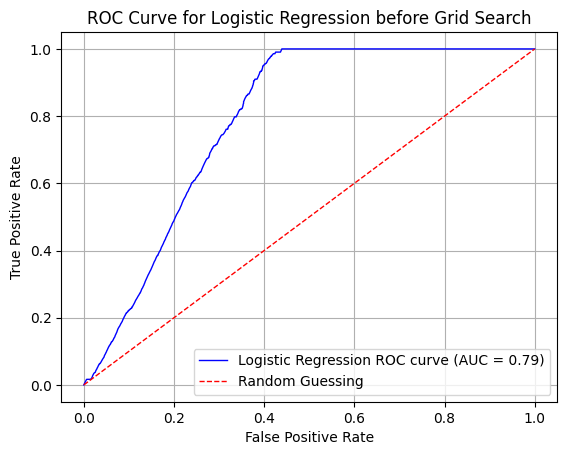 ROC Curve for Logistic Regression before Grid Search
True Positive Rate
1.0
0.8
0.6
0.4
0.2
0.0
Logistic Regression ROC curve (AUC = 0.79)
Random Guessing
0.0 0.2 0.4 0.6 0.8 1.0
False Positive Rate